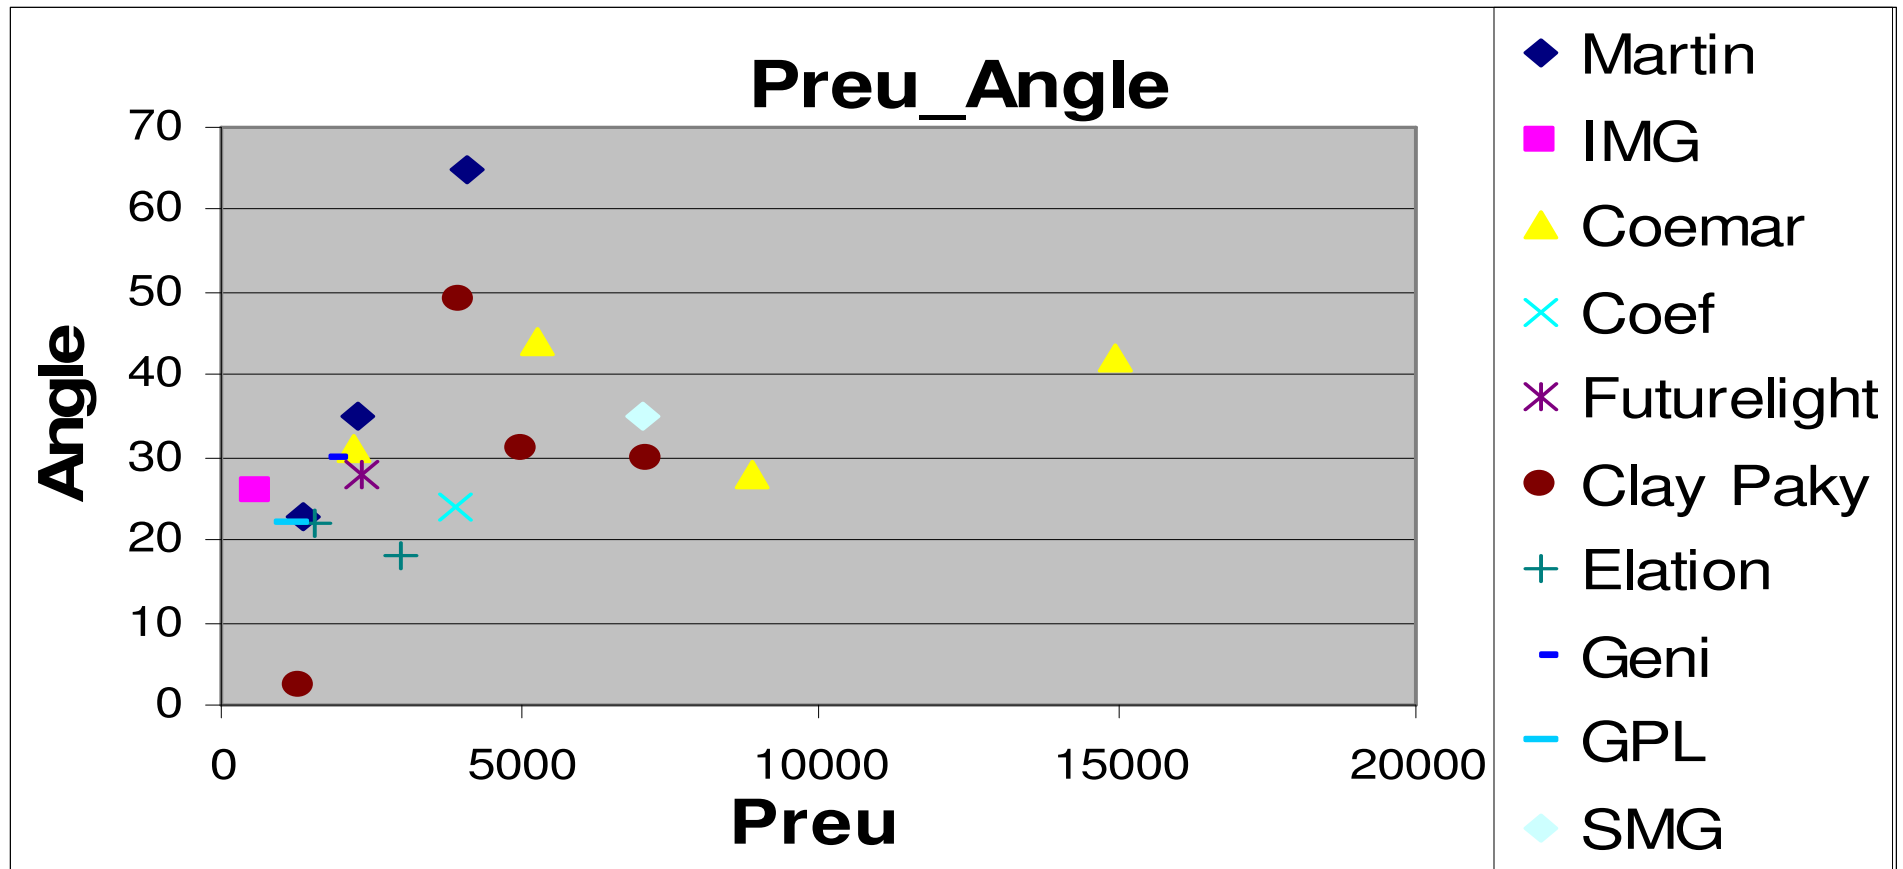 Preu_Angle
70
60
50
40
30
20
10
0
Angle
0 5000 10000 15000 20000
Preu
Martin
IMG
Coemar
Coef
Futurelight
Clay Paky
Elation
Geni
GPL
SMG